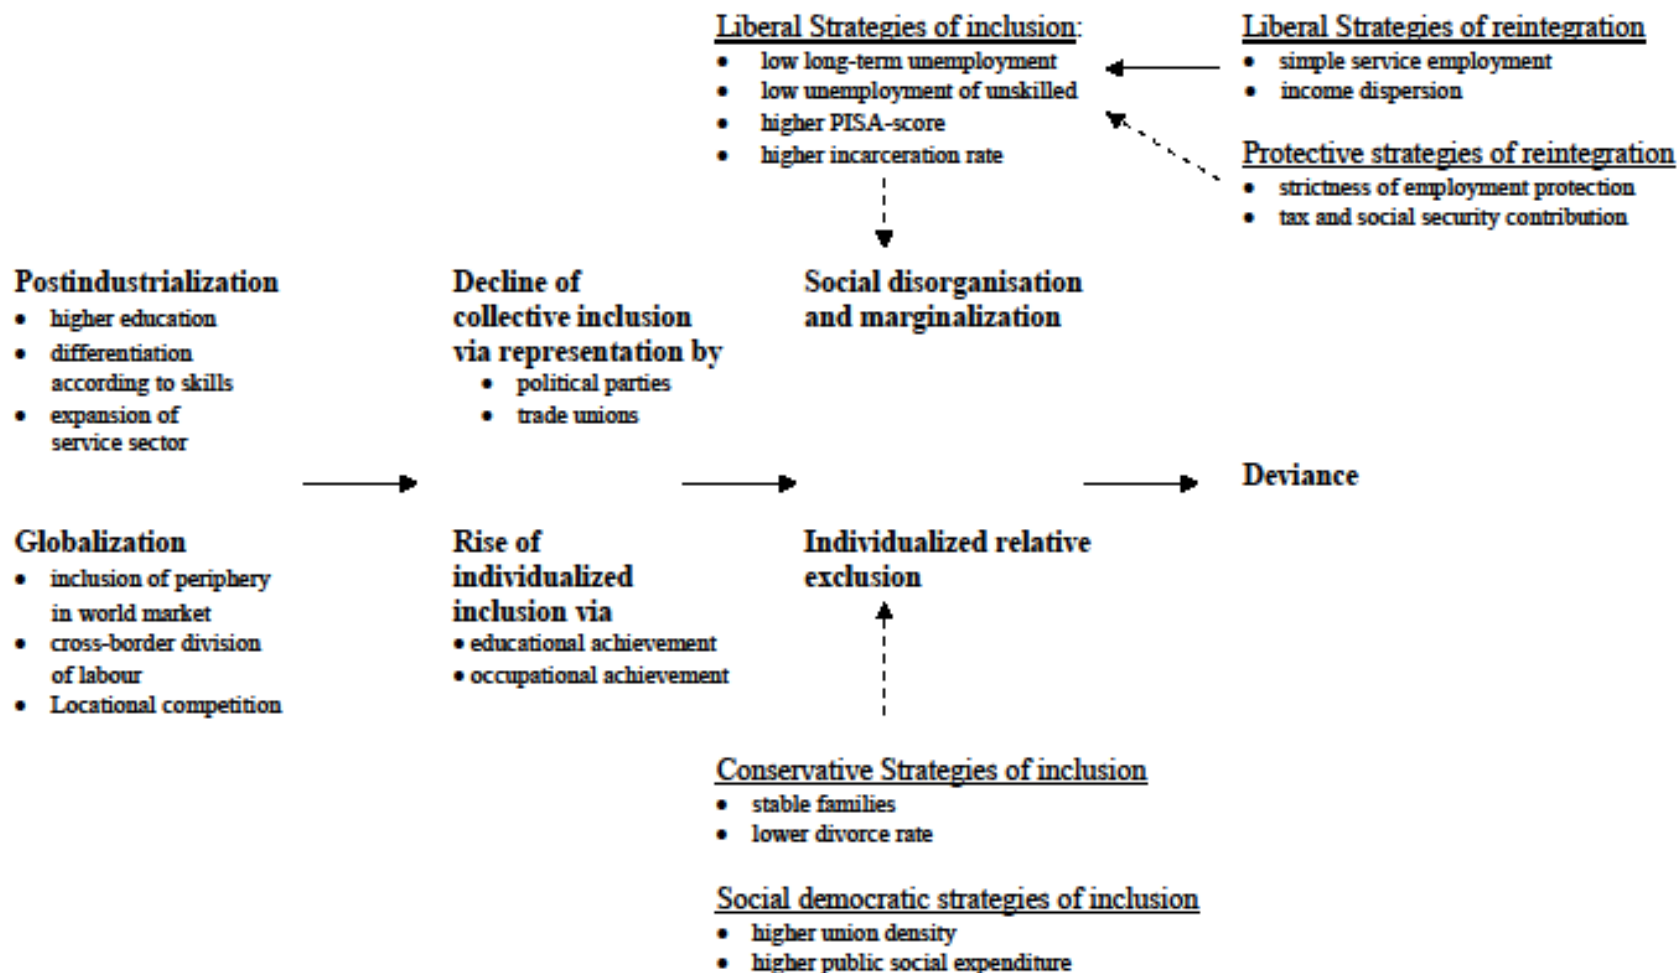 Liberal Strategies of inclusion:
• low long-term unemployment
• low unemployment of unskilled
• higher PISA-score
• higher incarceration rate
Liberal Strategies of reintegration
• simple service employment
• income dispersion
Protective strategies of reintegration
• strictness of employment protection
• tax and social security contribution
Postindustrialization
• higher education
• differentiation
according to skills
• expansion of
service sector
Decline of
collective inclusion
via representation by
• political parties
• trade unions
Social disorganisation
and marginalization
Deviance
Globalization
• inclusion of periphery
in world market
• cross-border division
of labour
• Locational competition
Rise of
individualized
inclusion via
• educational achievement
• occupational achievement
Individualized relative
exclusion
Conservative Strategies of inclusion
• stable families
• lower divorce rate
Social democratic strategies of inclusion
• higher union density
• higher public social expenditure